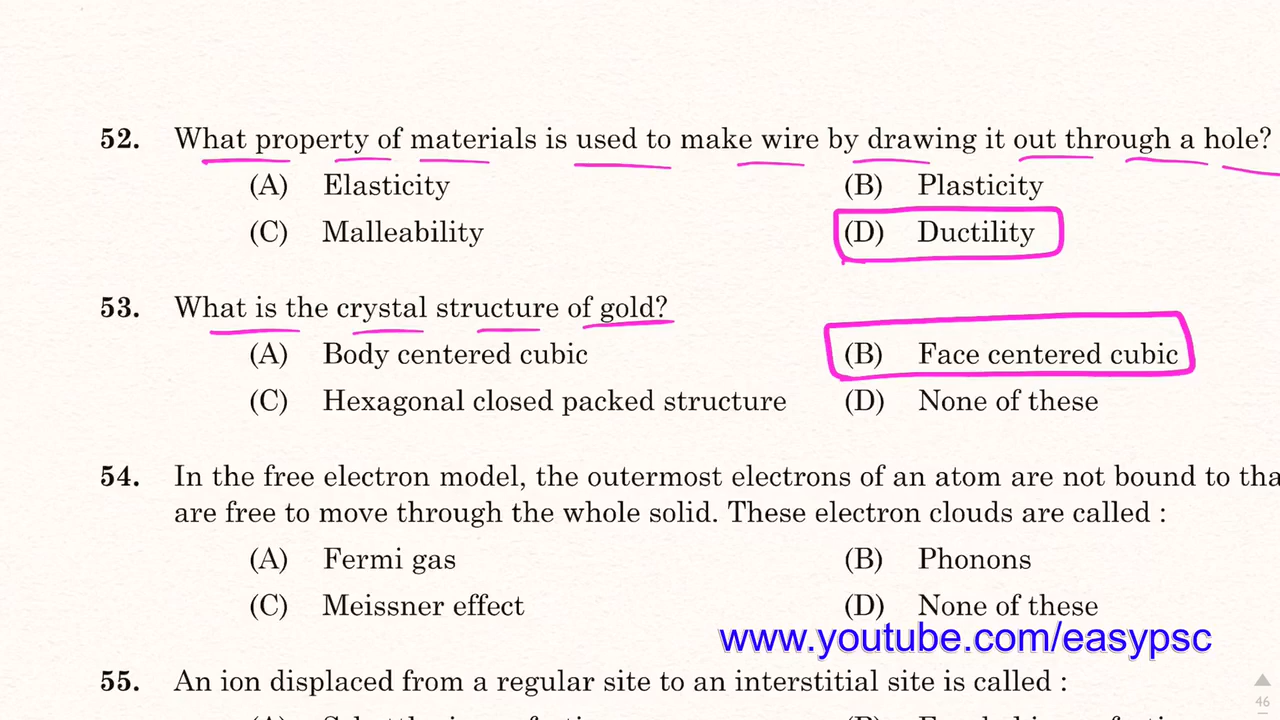 52. What property of materials is used to make wire by drawing it out through a hole?
(A) Elasticity (B) Plasticity
(C) Malleability (D) Ductility
53. What is the crystal structure of gold?
(A) Body centered cubic (B) Face centered cubic
(C) Hexagonal closed packed structure (D) None of these
54. In the free electron model, the outermost electrons of an atom are not bound to
are free to move through the whole solid. These electron clouds are called :
(A) Fermi gas (B) Phonons
(C) Meissner effect (D) None of these
www.youtube.com/easypsc
55. An ion displaced from a regular site to an interstitial site is called :
46